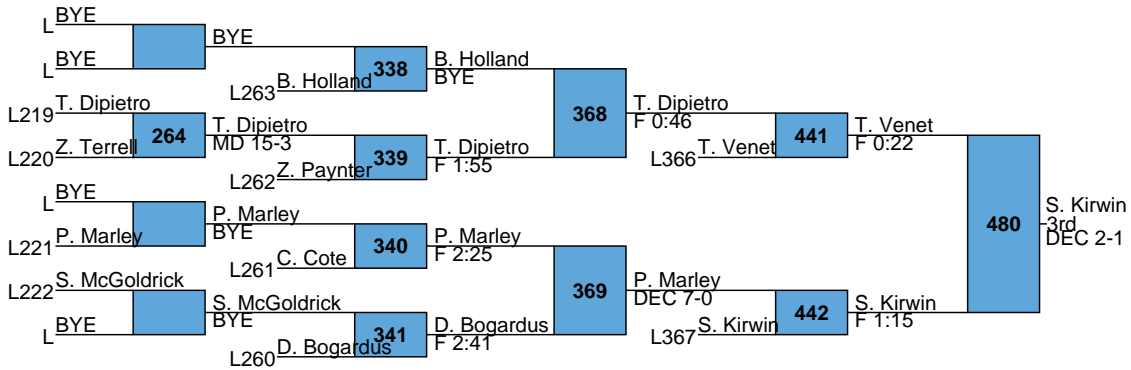 BYE
L
BYE
BYE
L
338
B. Holland
BYE
B. Holland
L263
368
T. Dipietro
F 0:46
T. Dipietro
L219
264
T. Dipietro
MD 15-3
Z. Terrell
L220
339
T. Dipietro
F 1:55
Z. Paynter
L262
441
T. Venet
F 0:22
T. Venet
L366
BYE
L
P. Marley
BYE
P. Marley
L221
340
P. Marley
F 2:25
C. Cote
L261
480
S. Kirwin
3rd
DEC 2-1
369
P. Marley
DEC 7-0
S. McGoldrick
L222
S. McGoldrick
BYE
BYE
L
341
D. Bogardus
F 2:41
D. Bogardus
L260
442
S. Kirwin
F 1:15
S. Kirwin
L367